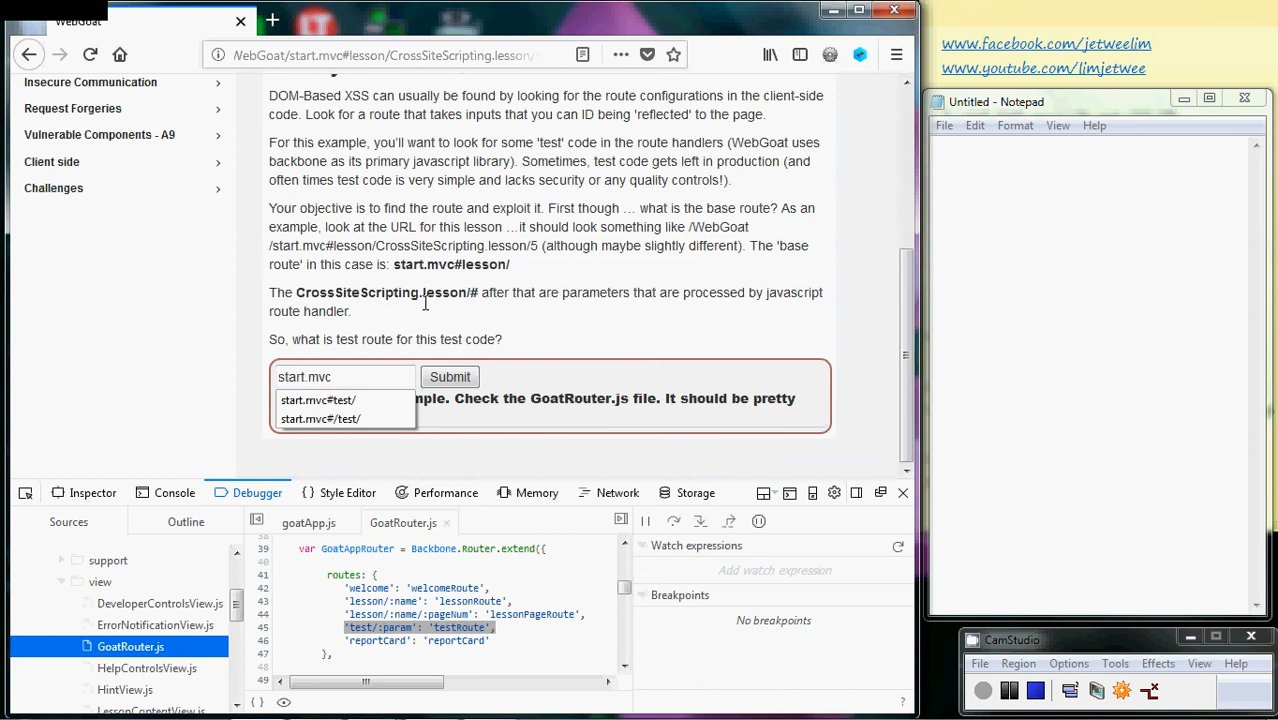 WebGoat
WebGoat/start.mvc#lesson/CrossSiteScripting.lesson/
www.facebook.com/jetweelim
www.youtube.com/limjetwee
Insecure Communication
Request Forgeries
Vulnerable Components - A9
Client side
Challenges
DOM-Based XSS can usually be found by looking for the route configurations in the client-side
code. Look for a route that takes inputs that you can ID being 'reflected' to the page.
For this example, you'll want to look for some 'test' code in the route handlers (WebGoat uses
backbone as its primary javascript library). Sometimes, test code gets left in production (and
often times test code is very simple and lacks security or any quality controls!).
Your objective is to find the route and exploit it. First though ... what is the base route? As an
example, look at the URL for this lesson ...it should look something like /WebGoat
/start.mvc#lesson/CrossSiteScripting.lesson/5 (although maybe slightly different). The 'base
route' in this case is: start.mvc#lesson/
The CrossSiteScripting.lesson/# after that are parameters that are processed by javascript
route handler.
So, what is test route for this test code?
start.mvc
Submit
start.mvc#test/
start.mvc#/test/
mple. Check the GoatRouter.js file. It should be pretty
Untitled - Notepad
File Edit Format View Help
Inspector Console Debugger Style Editor Performance Memory Network Storage
Sources Outline
goatApp.js GoatRouter.js
support
view
DeveloperControlsView.js
ErrorNotificationView.js
GoatRouter.js
HelpControlsView.js
HintView.js
LessonContentView.js
38
39 var GoatAppRouter = Backbone.Router.extend({
40
41 routes: {
42 'welcome': 'welcomeRoute',
43 'lesson/:name': 'lessonRoute',
44 'lesson/:name/:pageNum': 'lessonPageRoute',
45 'test/:param': 'testRoute',
46 'reportCard': 'reportCard'
47 },
48
49
{ }
Watch expressions
Add watch expression
Breakpoints
No breakpoints
?
CamStudio
File Region Options Tools Effects View Help